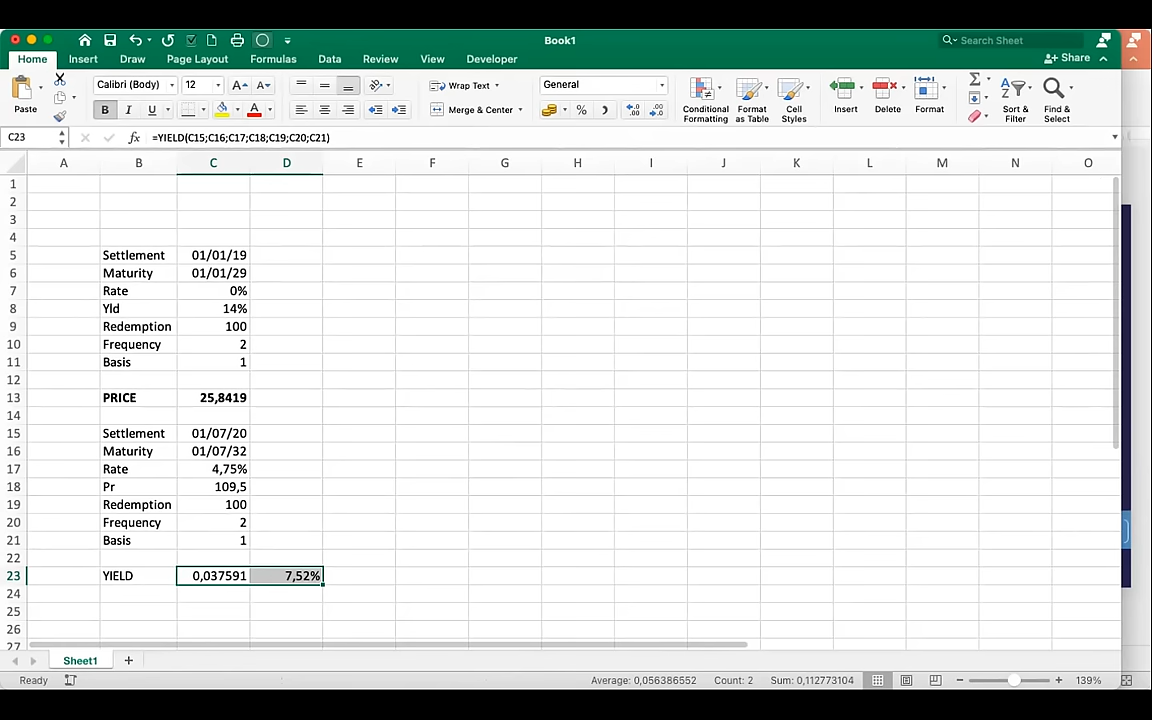 Book1
Search Sheet
Home Insert Draw Page Layout Formulas Data Review View Developer
Share
Paste
Calibri (Body) 12
B I U
Wrap Text
Merge & Center
General
%
Conditional Formatting
Format as Table
Cell Styles
Insert
Delete
Format
Sort & Filter
Find & Select
C23 fx =YIELD(C15;C16;C17;C18;C19;C20;C21)
A B C D E F G H I J K L M N O
1
2
3
4
5 Settlement 01/01/19
6 Maturity 01/01/29
7 Rate 0%
8 Yld 14%
9 Redemption 100
10 Frequency 2
11 Basis 1
12
13 PRICE 25,8419
14
15 Settlement 01/07/20
16 Maturity 01/07/32
17 Rate 4,75%
18 Pr 109,5
19 Redemption 100
20 Frequency 2
21 Basis 1
22
23 YIELD 0,037591 7,52%
24
25
26
27
Sheet1
Ready Average: 0,056386552 Count: 2 Sum: 0,112773104 139%